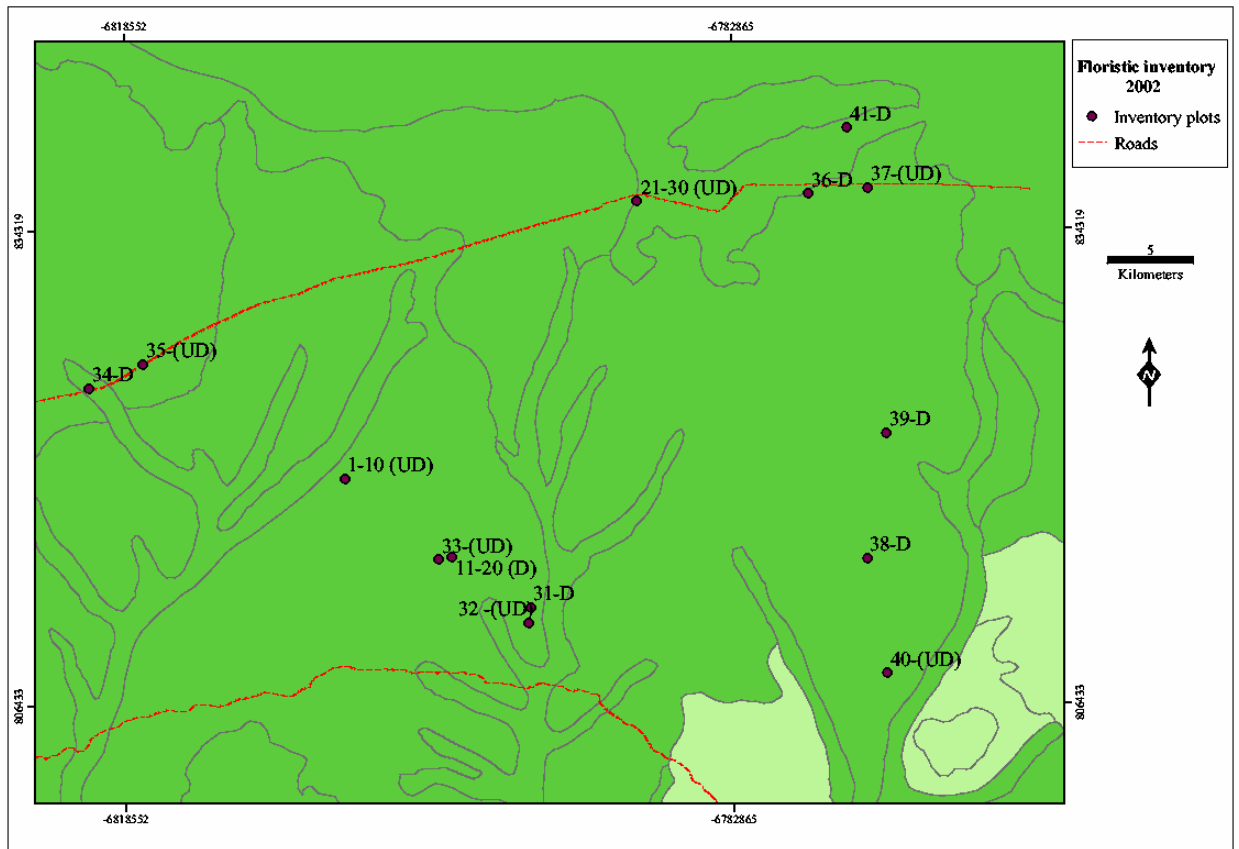 -6818552
-6782865
Floristic inventory
2002
Inventory plots
Roads
41-D
36-D
37-(UD)
21-30 (UD)
834319
834319
5
Kilometers
N
35-(UD)
34-D
39-D
1-10 (UD)
33-(UD)
11-20 (D)
38-D
31-D
32 -(UD)
40-(UD)
806433
806433
-6818552
-6782865